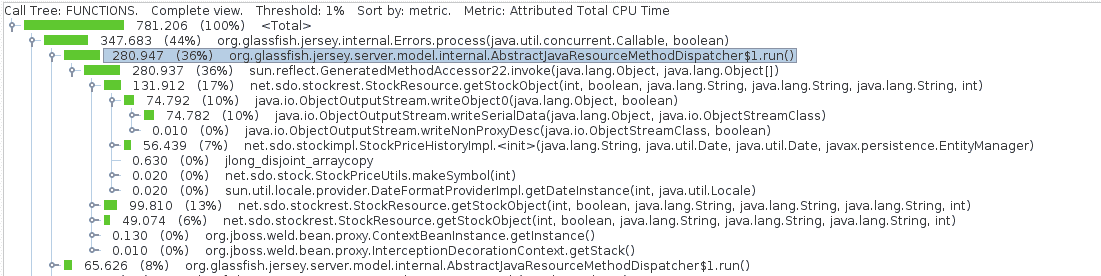 Call Tree: FUNCTIONS.   Complete view.   Threshold: 1%   Sort by: metric.   Metric: Attributed Total CPU Time
781.206   (100%)   <Total>
347.683   (44%)   org.glassfish.jersey.internal.Errors.process(java.util.concurrent.Callable, boolean)
280.947   (36%)   org.glassfish.jersey.server.model.internal.AbstractJavaResourceMethodDispatcher$1.run()
280.937   (36%)   sun.reflect.GeneratedMethodAccessor22.invoke(java.lang.Object, java.lang.Object[])
131.912   (17%)   net.sdo.stockrest.StockResource.getStockObject(int, boolean, java.lang.String, java.lang.String, java.lang.String, int)
74.792   (10%)   java.io.ObjectOutputStream.writeObject0(java.lang.Object, boolean)
74.782   (10%)   java.io.ObjectOutputStream.writeSerialData(java.lang.Object, java.io.ObjectStreamClass)
0.010   (0%)   java.io.ObjectOutputStream.writeNonProxyDesc(java.io.ObjectStreamClass, boolean)
56.439   (7%)   net.sdo.stockimpl.StockPriceHistoryImpl.<init>(java.lang.String, java.util.Date, java.util.Date, javax.persistence.EntityManager)
0.630   (0%)   jlong_disjoint_arraycopy
0.020   (0%)   net.sdo.stock.StockPriceUtils.makeSymbol(int)
0.020   (0%)   sun.util.locale.provider.DateFormatProviderImpl.getDateInstance(int, java.util.Locale)
99.810   (13%)   net.sdo.stockrest.StockResource.getStockObject(int, boolean, java.lang.String, java.lang.String, java.lang.String, int)
49.074   (6%)   net.sdo.stockrest.StockResource.getStockObject(int, boolean, java.lang.String, java.lang.String, java.lang.String, int)
0.130   (0%)   org.jboss.weld.bean.proxy.ContextBeanInstance.getInstance()
0.010   (0%)   org.jboss.weld.bean.proxy.InterceptionDecorationContext.getStack()
65.626   (8%)   org.glassfish.jersey.server.model.internal.AbstractJavaResourceMethodDispatcher$1.run()